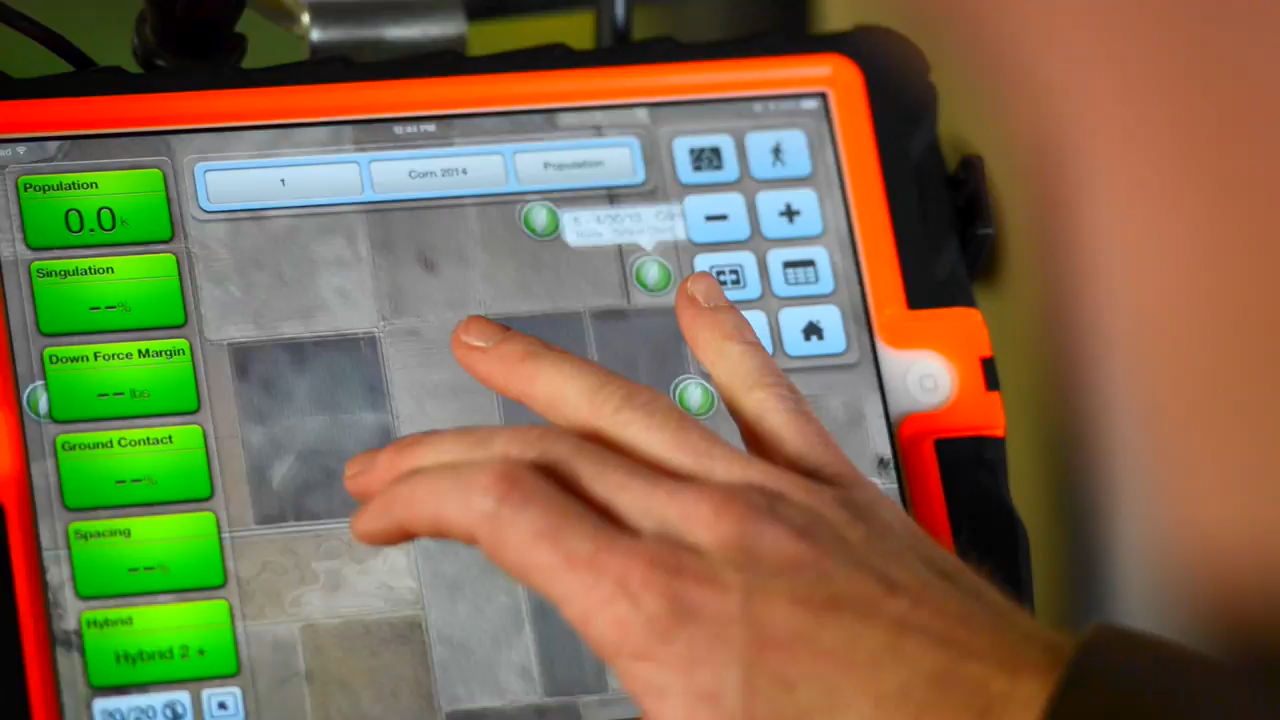 12:44 PM
Population
0.0 k
Singulation
--%
Down Force Margin
-- lbs
Ground Contact
--%
Spacing
--%
Hybrid
Hybrid 2 +
20/20
1
Corn 2014
Population